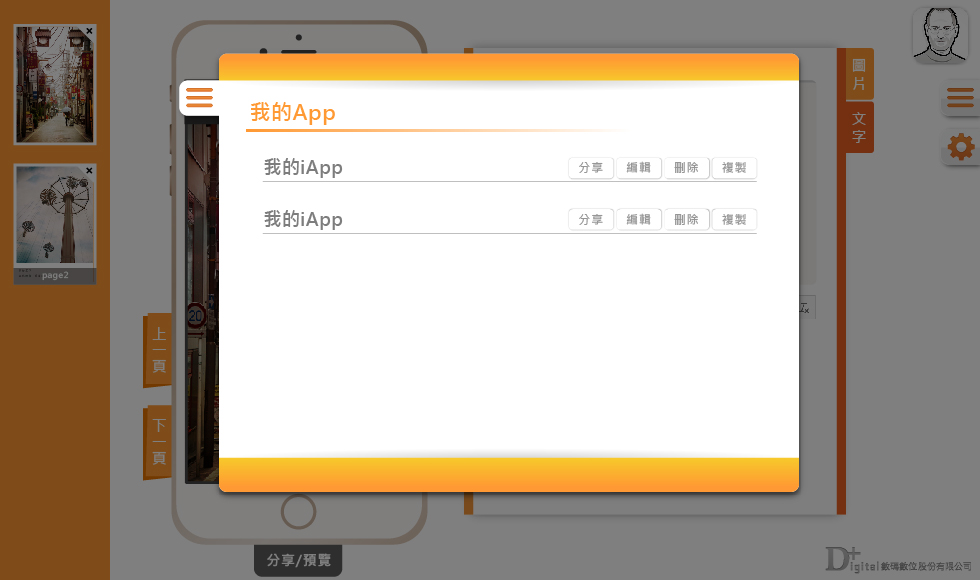 我的App
我的iApp
分享
編輯
刪除
複製
我的iApp
分享
編輯
刪除
複製
page2
上一頁
下一頁
20
分享/預覽
圖片
文字
D+igital 數瑞數位股份有限公司